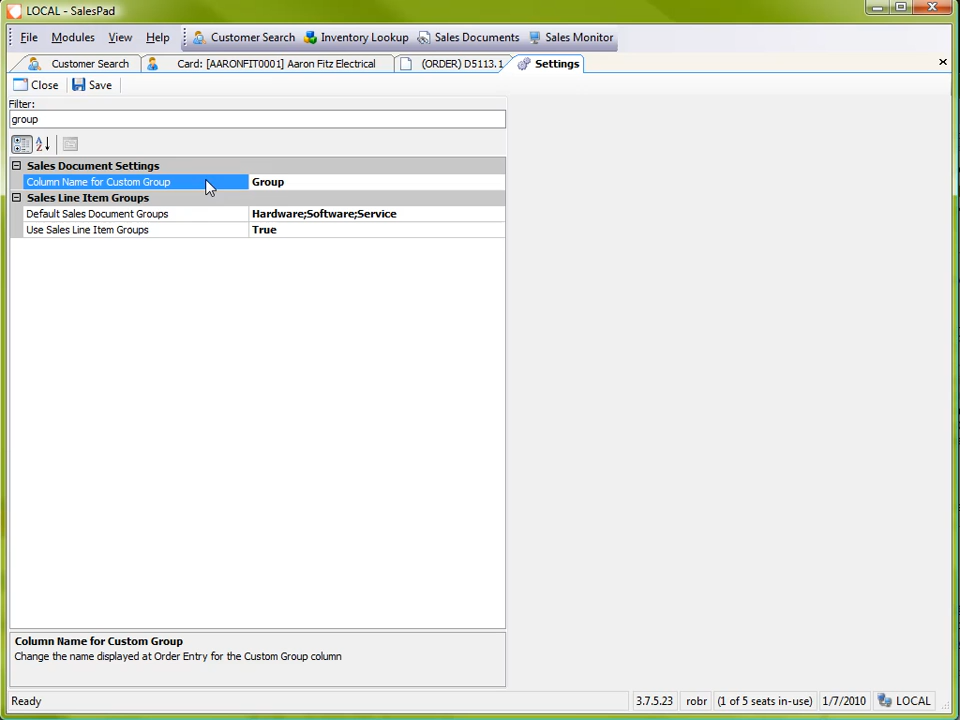 LOCAL - SalesPad
File Modules View Help Customer Search Inventory Lookup Sales Documents Sales Monitor
Customer Search Card: [AARONFIT0001] Aaron Fitz Electrical (ORDER) D5113.1 Settings
Close Save
Filter:
group
Sales Document Settings
Column Name for Custom Group Group
Sales Line Item Groups
Default Sales Document Groups Hardware;Software;Service
Use Sales Line Item Groups True
Column Name for Custom Group
Change the name displayed at Order Entry for the Custom Group column
Ready 3.7.5.23 robr (1 of 5 seats in-use) 1/7/2010 LOCAL